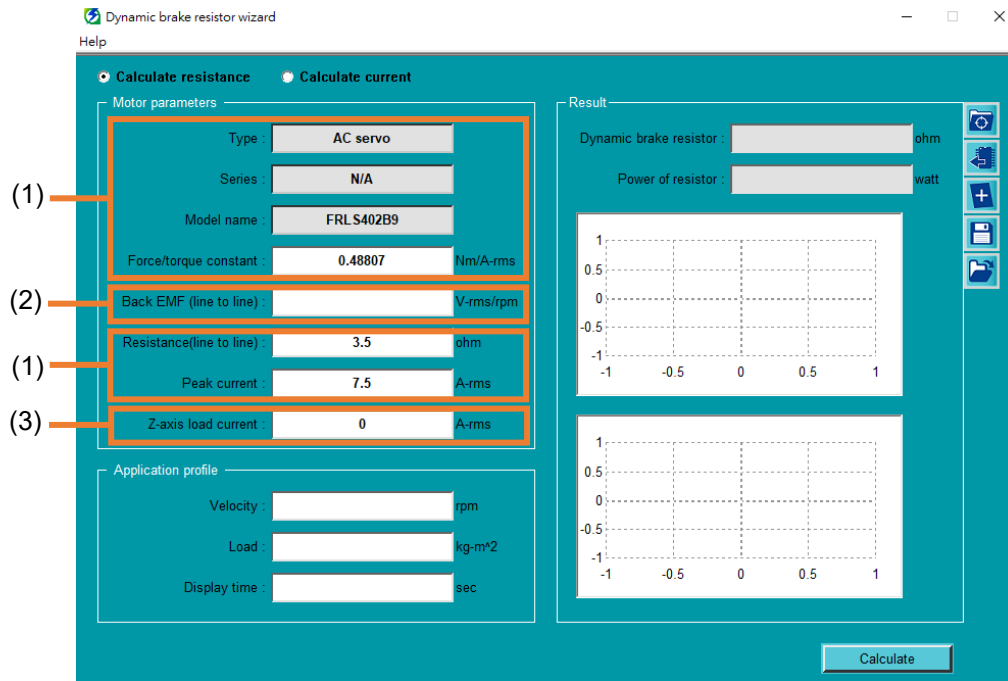 Dynamic brake resistor wizard
Help
Calculate resistance Calculate current
Motor parameters
Type : AC servo
Series : N/A
Model name : FRLS402B9
Force/torque constant : 0.48807 Nm/A-rms
Back EMF (line to line) : V-rms/rpm
Resistance(line to line) : 3.5 ohm
Peak current : 7.5 A-rms
Z-axis load current : 0 A-rms
(1)
(2)
(1)
(3)
Application profile
Velocity : rpm
Load : kg-m^2
Display time : sec
Result
Dynamic brake resistor : ohm
Power of resistor : watt
1
0.5
0
-0.5
-1
-1 -0.5 0 0.5 1
1
0.5
0
-0.5
-1
-1 -0.5 0 0.5 1
Calculate